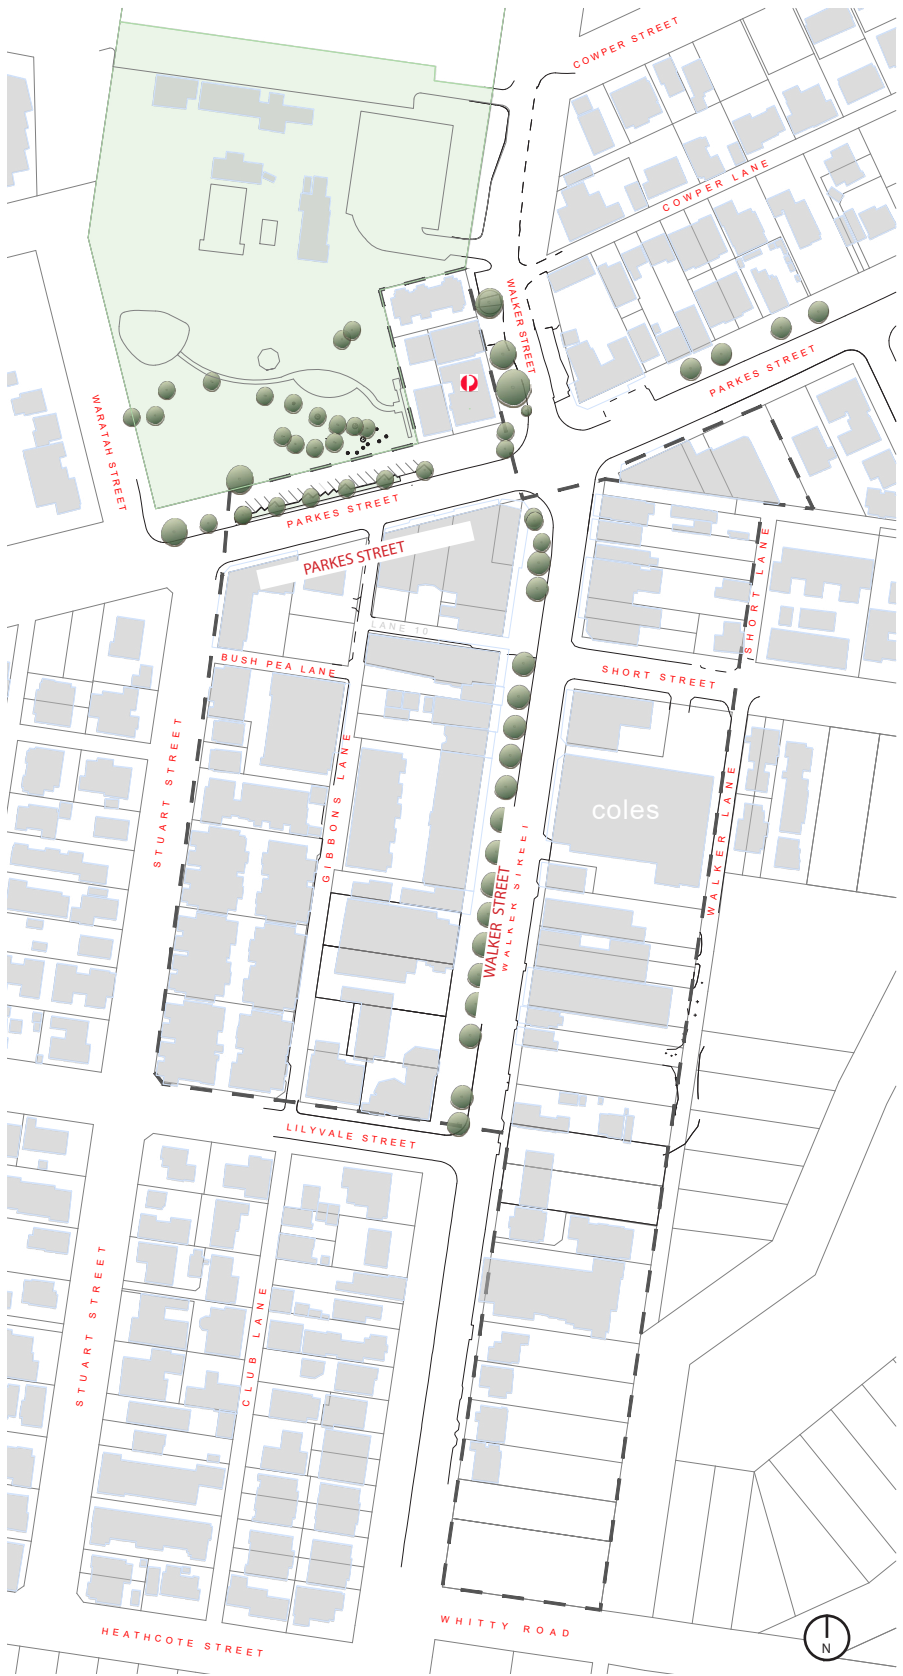 COWPER STREET
COWPER LANE
WALKER STREET
PARKES STREET
WARATAH STREET
PARKES STREET
PARKES STREET
SHORT LANE
LANE 10
BUSH PEA LANE
SHORT STREET
STUART STREET
GIBBONS LANE
WALKER LANE
coles
WALKER STREET
WALKER STREET
LILYVALE STREET
STUART STREET
CLUB LANE
HEATHCOTE STREET
WHITTY ROAD
N